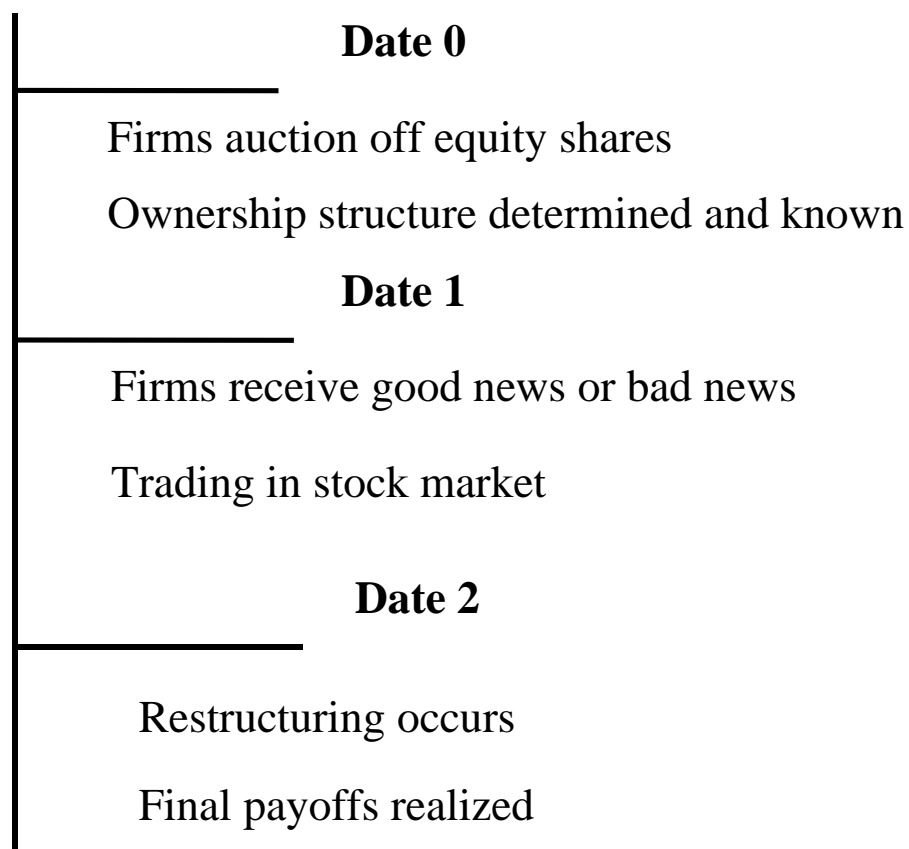 Date 0
Firms auction off equity shares
Ownership structure determined and known
Date 1
Firms receive good news or bad news
Trading in stock market
Date 2
Restructuring occurs
Final payoffs realized